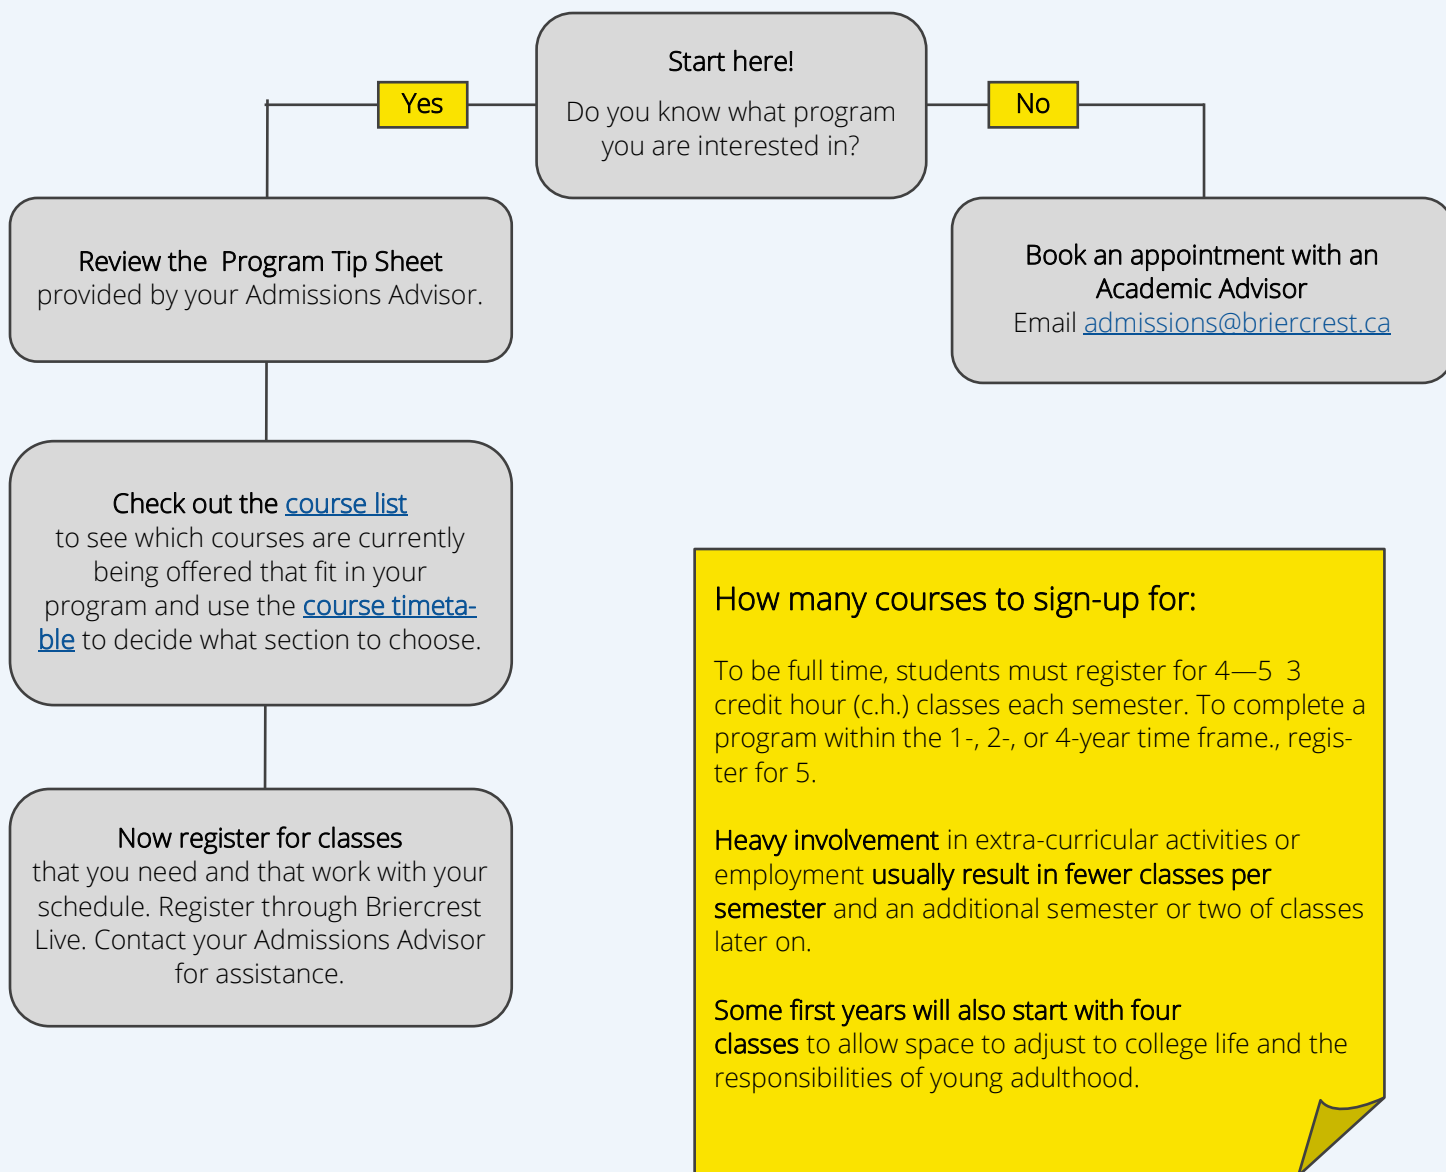 Start here!
Do you know what program
you are interested in?
Yes
No
Review the  Program Tip Sheet
provided by your Admissions Advisor.
Book an appointment with an
Academic Advisor
Email admissions@briercrest.ca
Check out the course list
to see which courses are currently
being offered that fit in your
program and use the course timeta-
ble to decide what section to choose.
Now register for classes
that you need and that work with your
schedule. Register through Briercrest
Live. Contact your Admissions Advisor
for assistance.
How many courses to sign-up for:
To be full time, students must register for 4—5  3
credit hour (c.h.) classes each semester. To complete a
program within the 1-, 2-, or 4-year time frame., regis-
ter for 5.
Heavy involvement in extra-curricular activities or
employment usually result in fewer classes per
semester and an additional semester or two of classes
later on.
Some first years will also start with four
classes to allow space to adjust to college life and the
responsibilities of young adulthood.